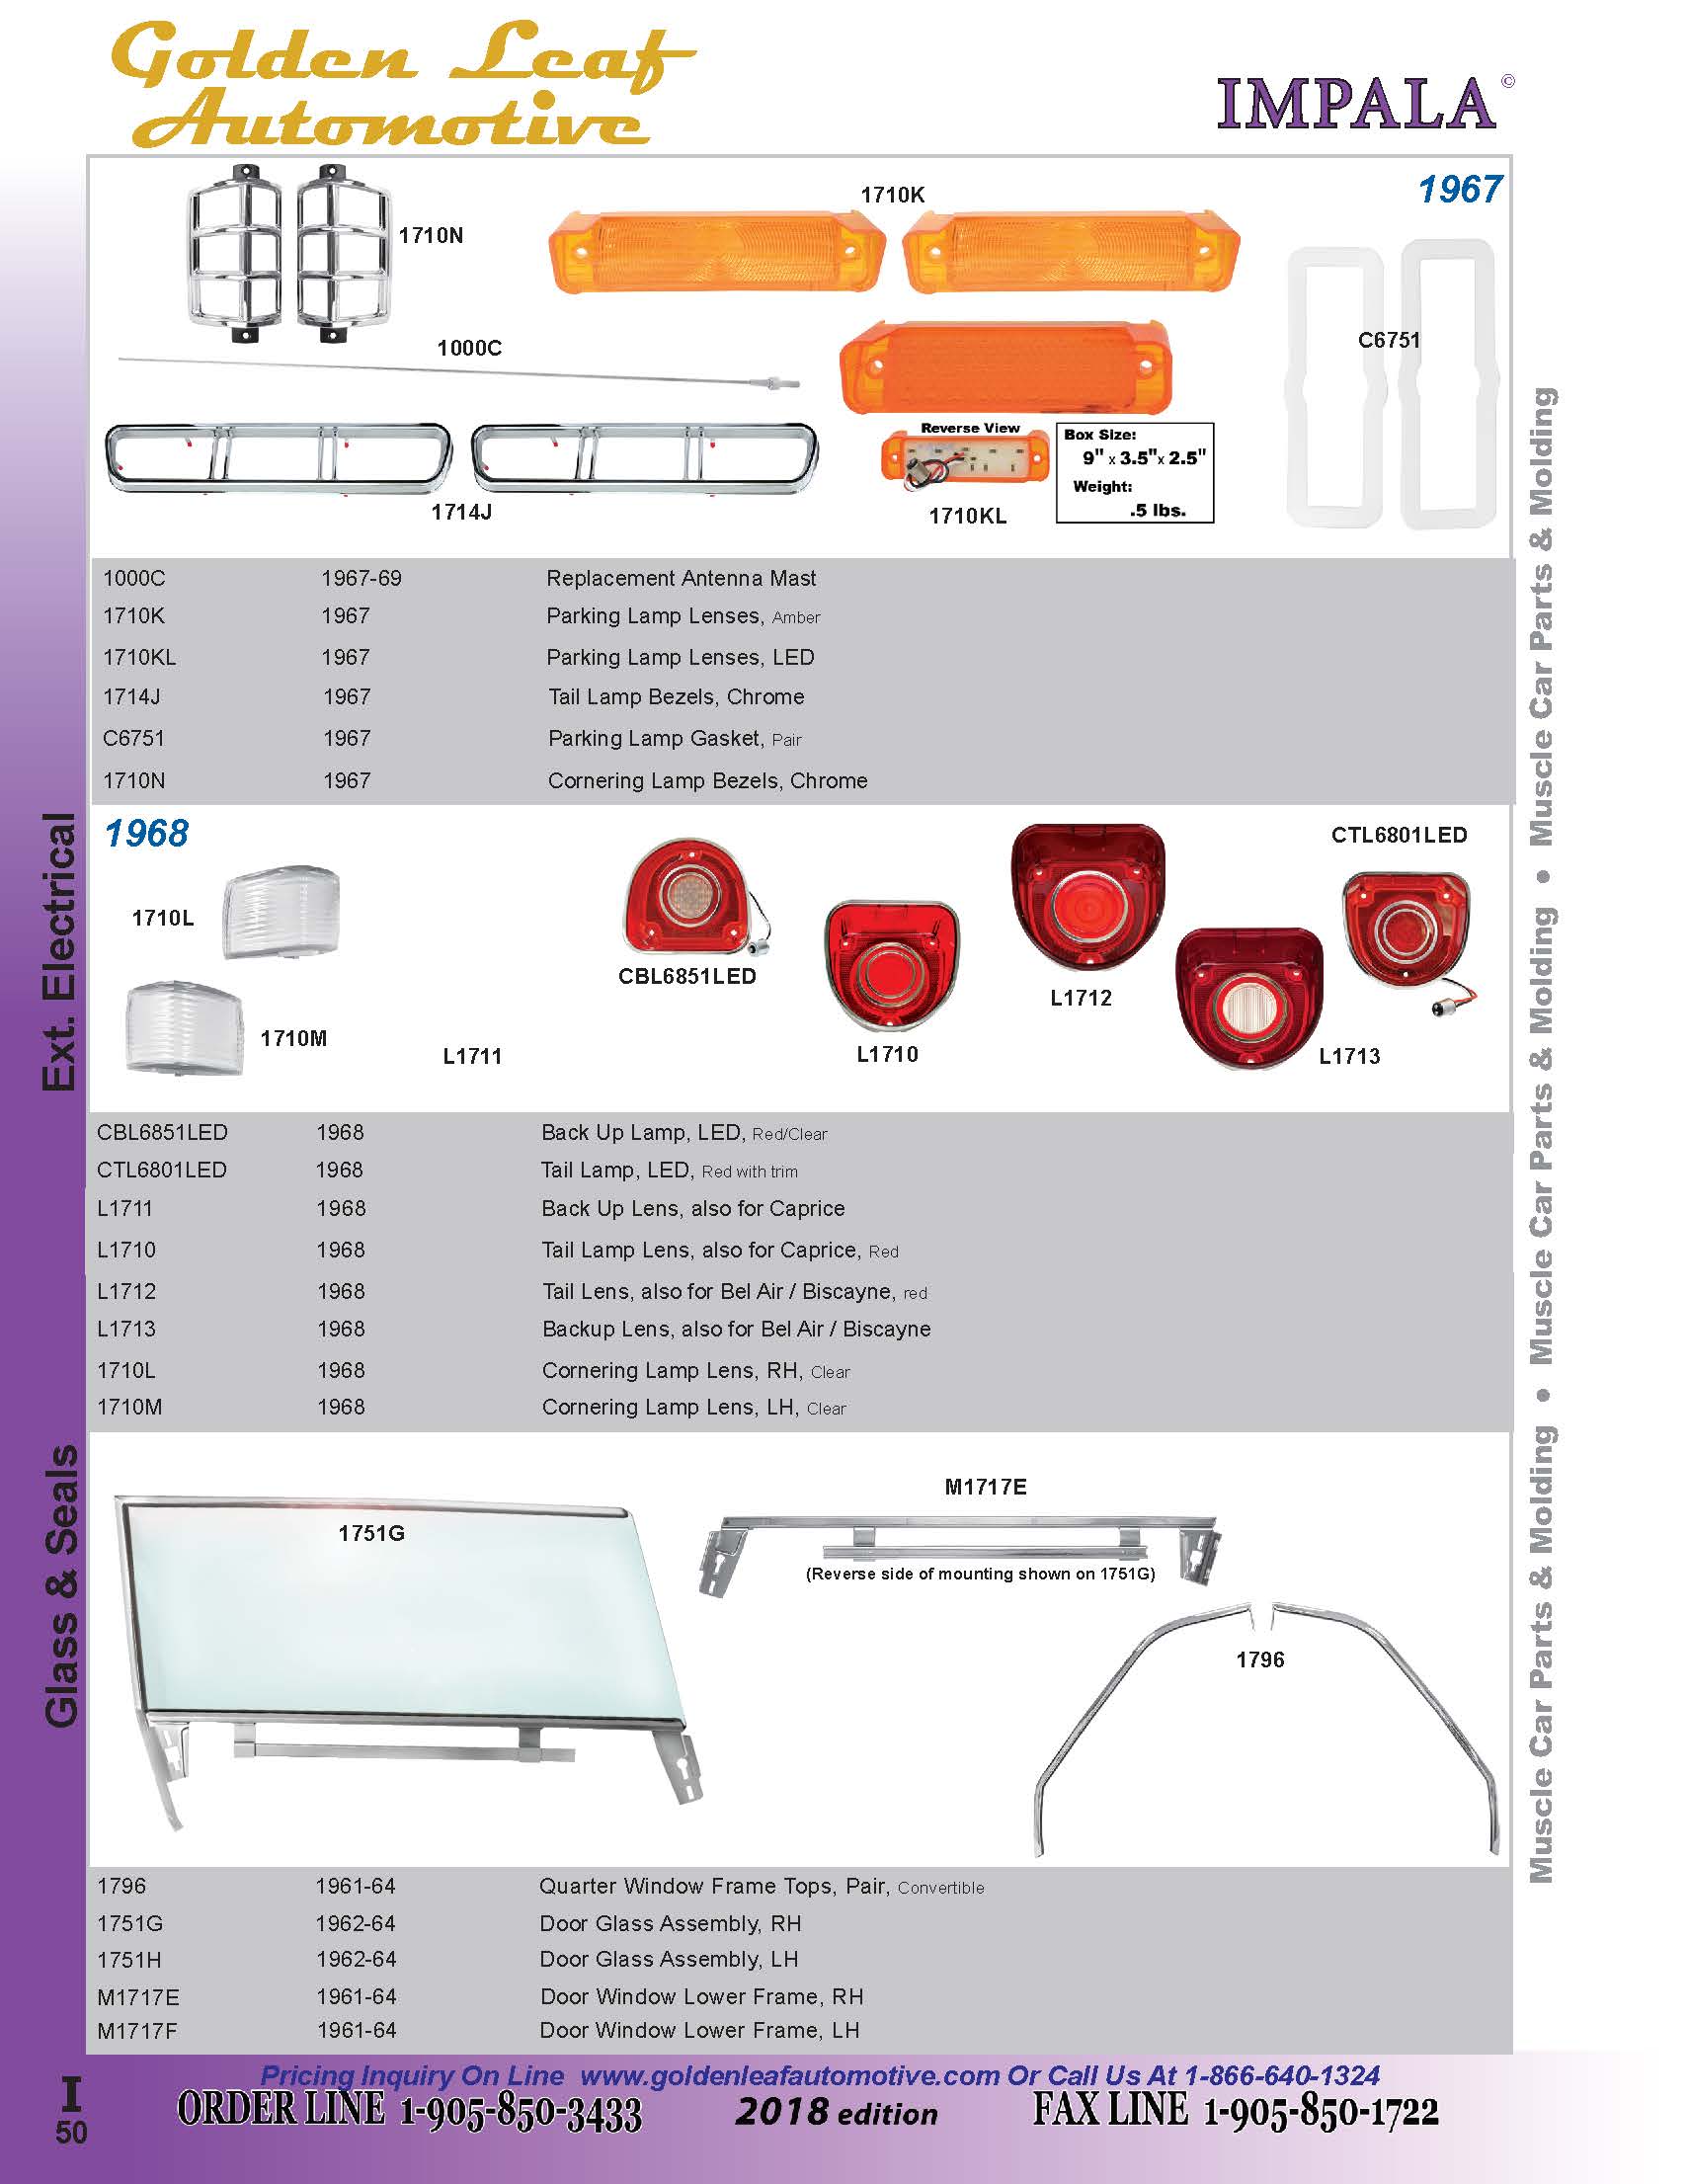 Golden Leaf
Automotive
IMPALA©
1967
1710N
1710K
1000C
C6751
1714J
Reverse View
1710KL
Box Size:
9" x 3.5"x 2.5"
Weight:
.5 lbs.
1000C 1967-69 Replacement Antenna Mast
1710K 1967 Parking Lamp Lenses, Amber
1710KL 1967 Parking Lamp Lenses, LED
1714J 1967 Tail Lamp Bezels, Chrome
C6751 1967 Parking Lamp Gasket, Pair
1710N 1967 Cornering Lamp Bezels, Chrome
Ext. Electrical
1968
1710L
1710M
L1711
CBL6851LED
L1710
L1712
CTL6801LED
L1713
CBL6851LED 1968 Back Up Lamp, LED, Red/Clear
CTL6801LED 1968 Tail Lamp, LED, Red with trim
L1711 1968 Back Up Lens, also for Caprice
L1710 1968 Tail Lamp Lens, also for Caprice, Red
L1712 1968 Tail Lens, also for Bel Air / Biscayne, red
L1713 1968 Backup Lens, also for Bel Air / Biscayne
1710L 1968 Cornering Lamp Lens, RH, Clear
1710M 1968 Cornering Lamp Lens, LH, Clear
Glass & Seals
1751G
M1717E
(Reverse side of mounting shown on 1751G)
1796
1796 1961-64 Quarter Window Frame Tops, Pair, Convertible
1751G 1962-64 Door Glass Assembly, RH
1751H 1962-64 Door Glass Assembly, LH
M1717E 1961-64 Door Window Lower Frame, RH
M1717F 1961-64 Door Window Lower Frame, LH
Muscle Car Parts & Molding • Muscle Car Parts & Molding • Muscle Car Parts & Molding
Pricing Inquiry On Line www.goldenleafautomotive.com Or Call Us At 1-866-640-1324
ORDER LINE 1-905-850-3433 2018 edition FAX LINE 1-905-850-1722
I
50